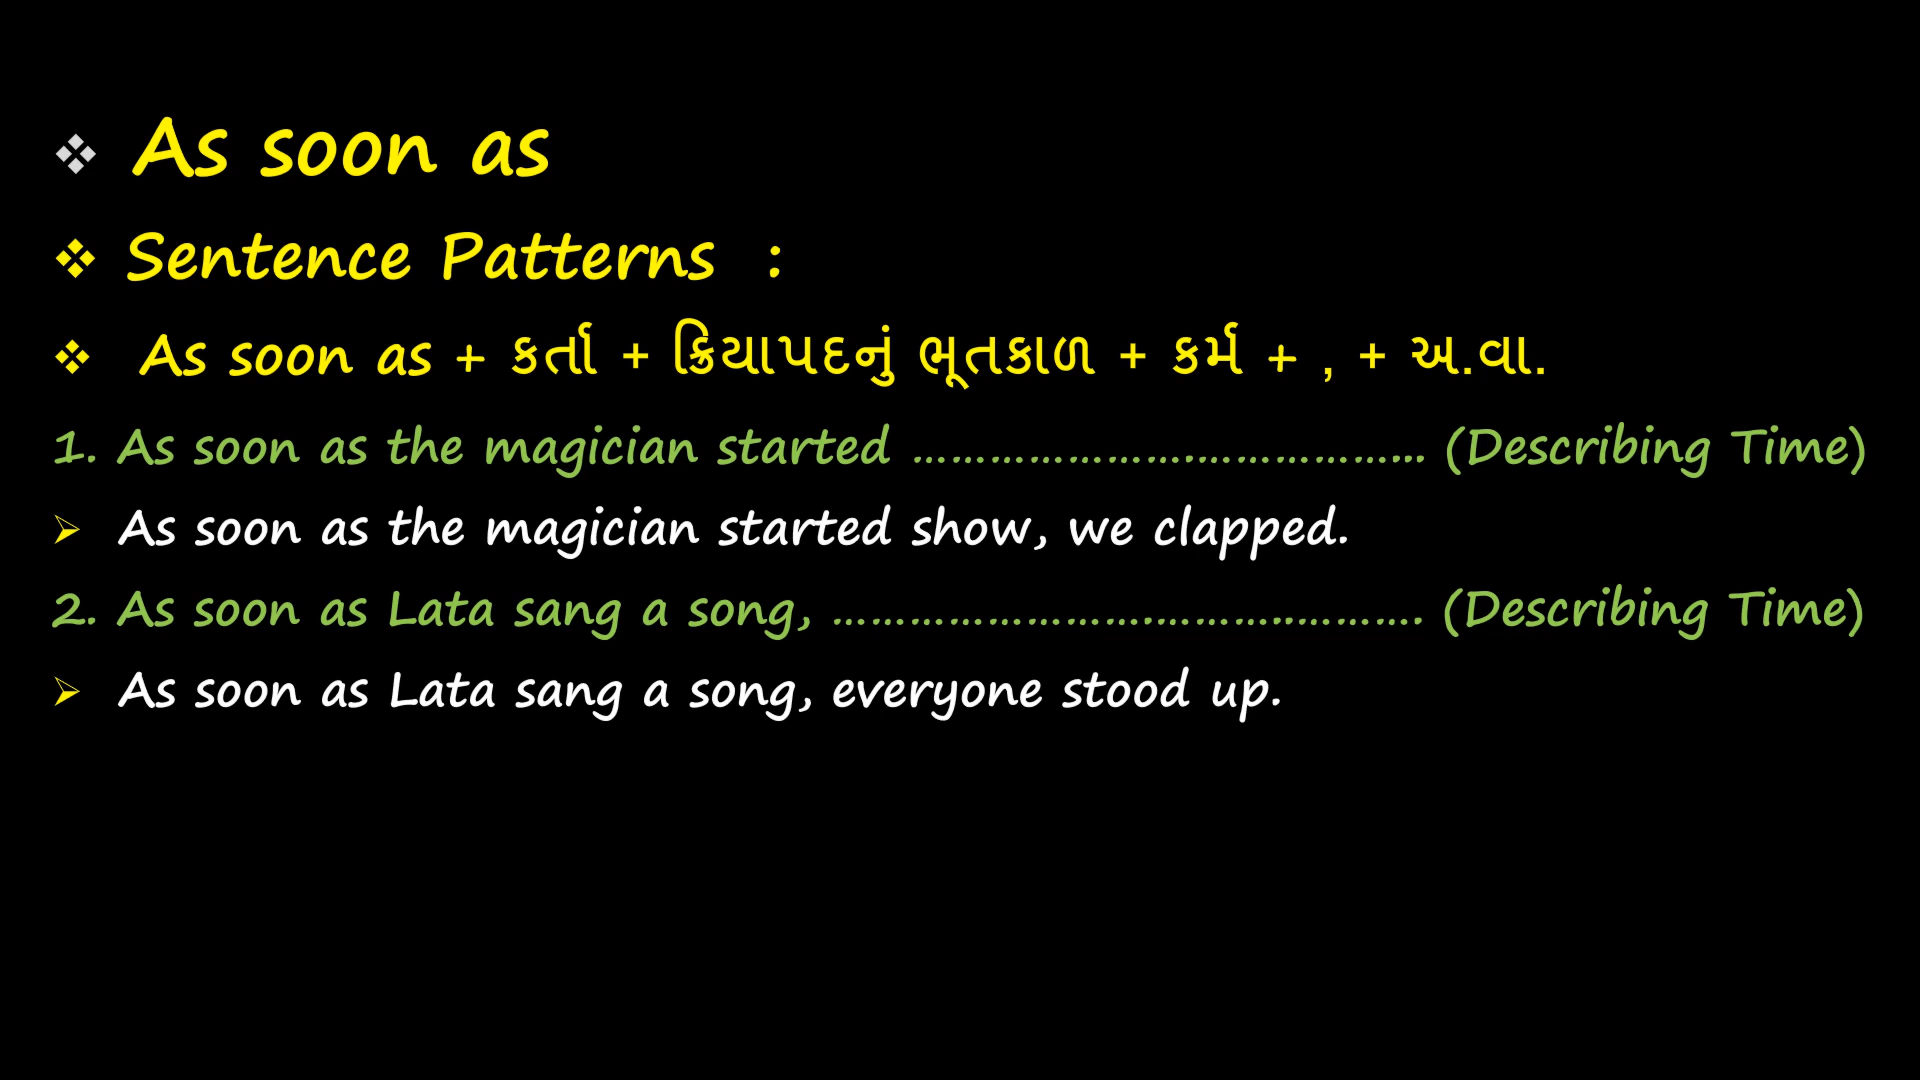 ❖ As soon as
❖ Sentence Patterns :
❖ As soon as + કર્તા + ક્રિયાપદનું ભૂતકાળ + કર્મ + , + અ.વા.
1. As soon as the magician started ………………….……………... (Describing Time)
➢ As soon as the magician started show, we clapped.
2. As soon as Lata sang a song, …………………….………..………. (Describing Time)
➢ As soon as Lata sang a song, everyone stood up.